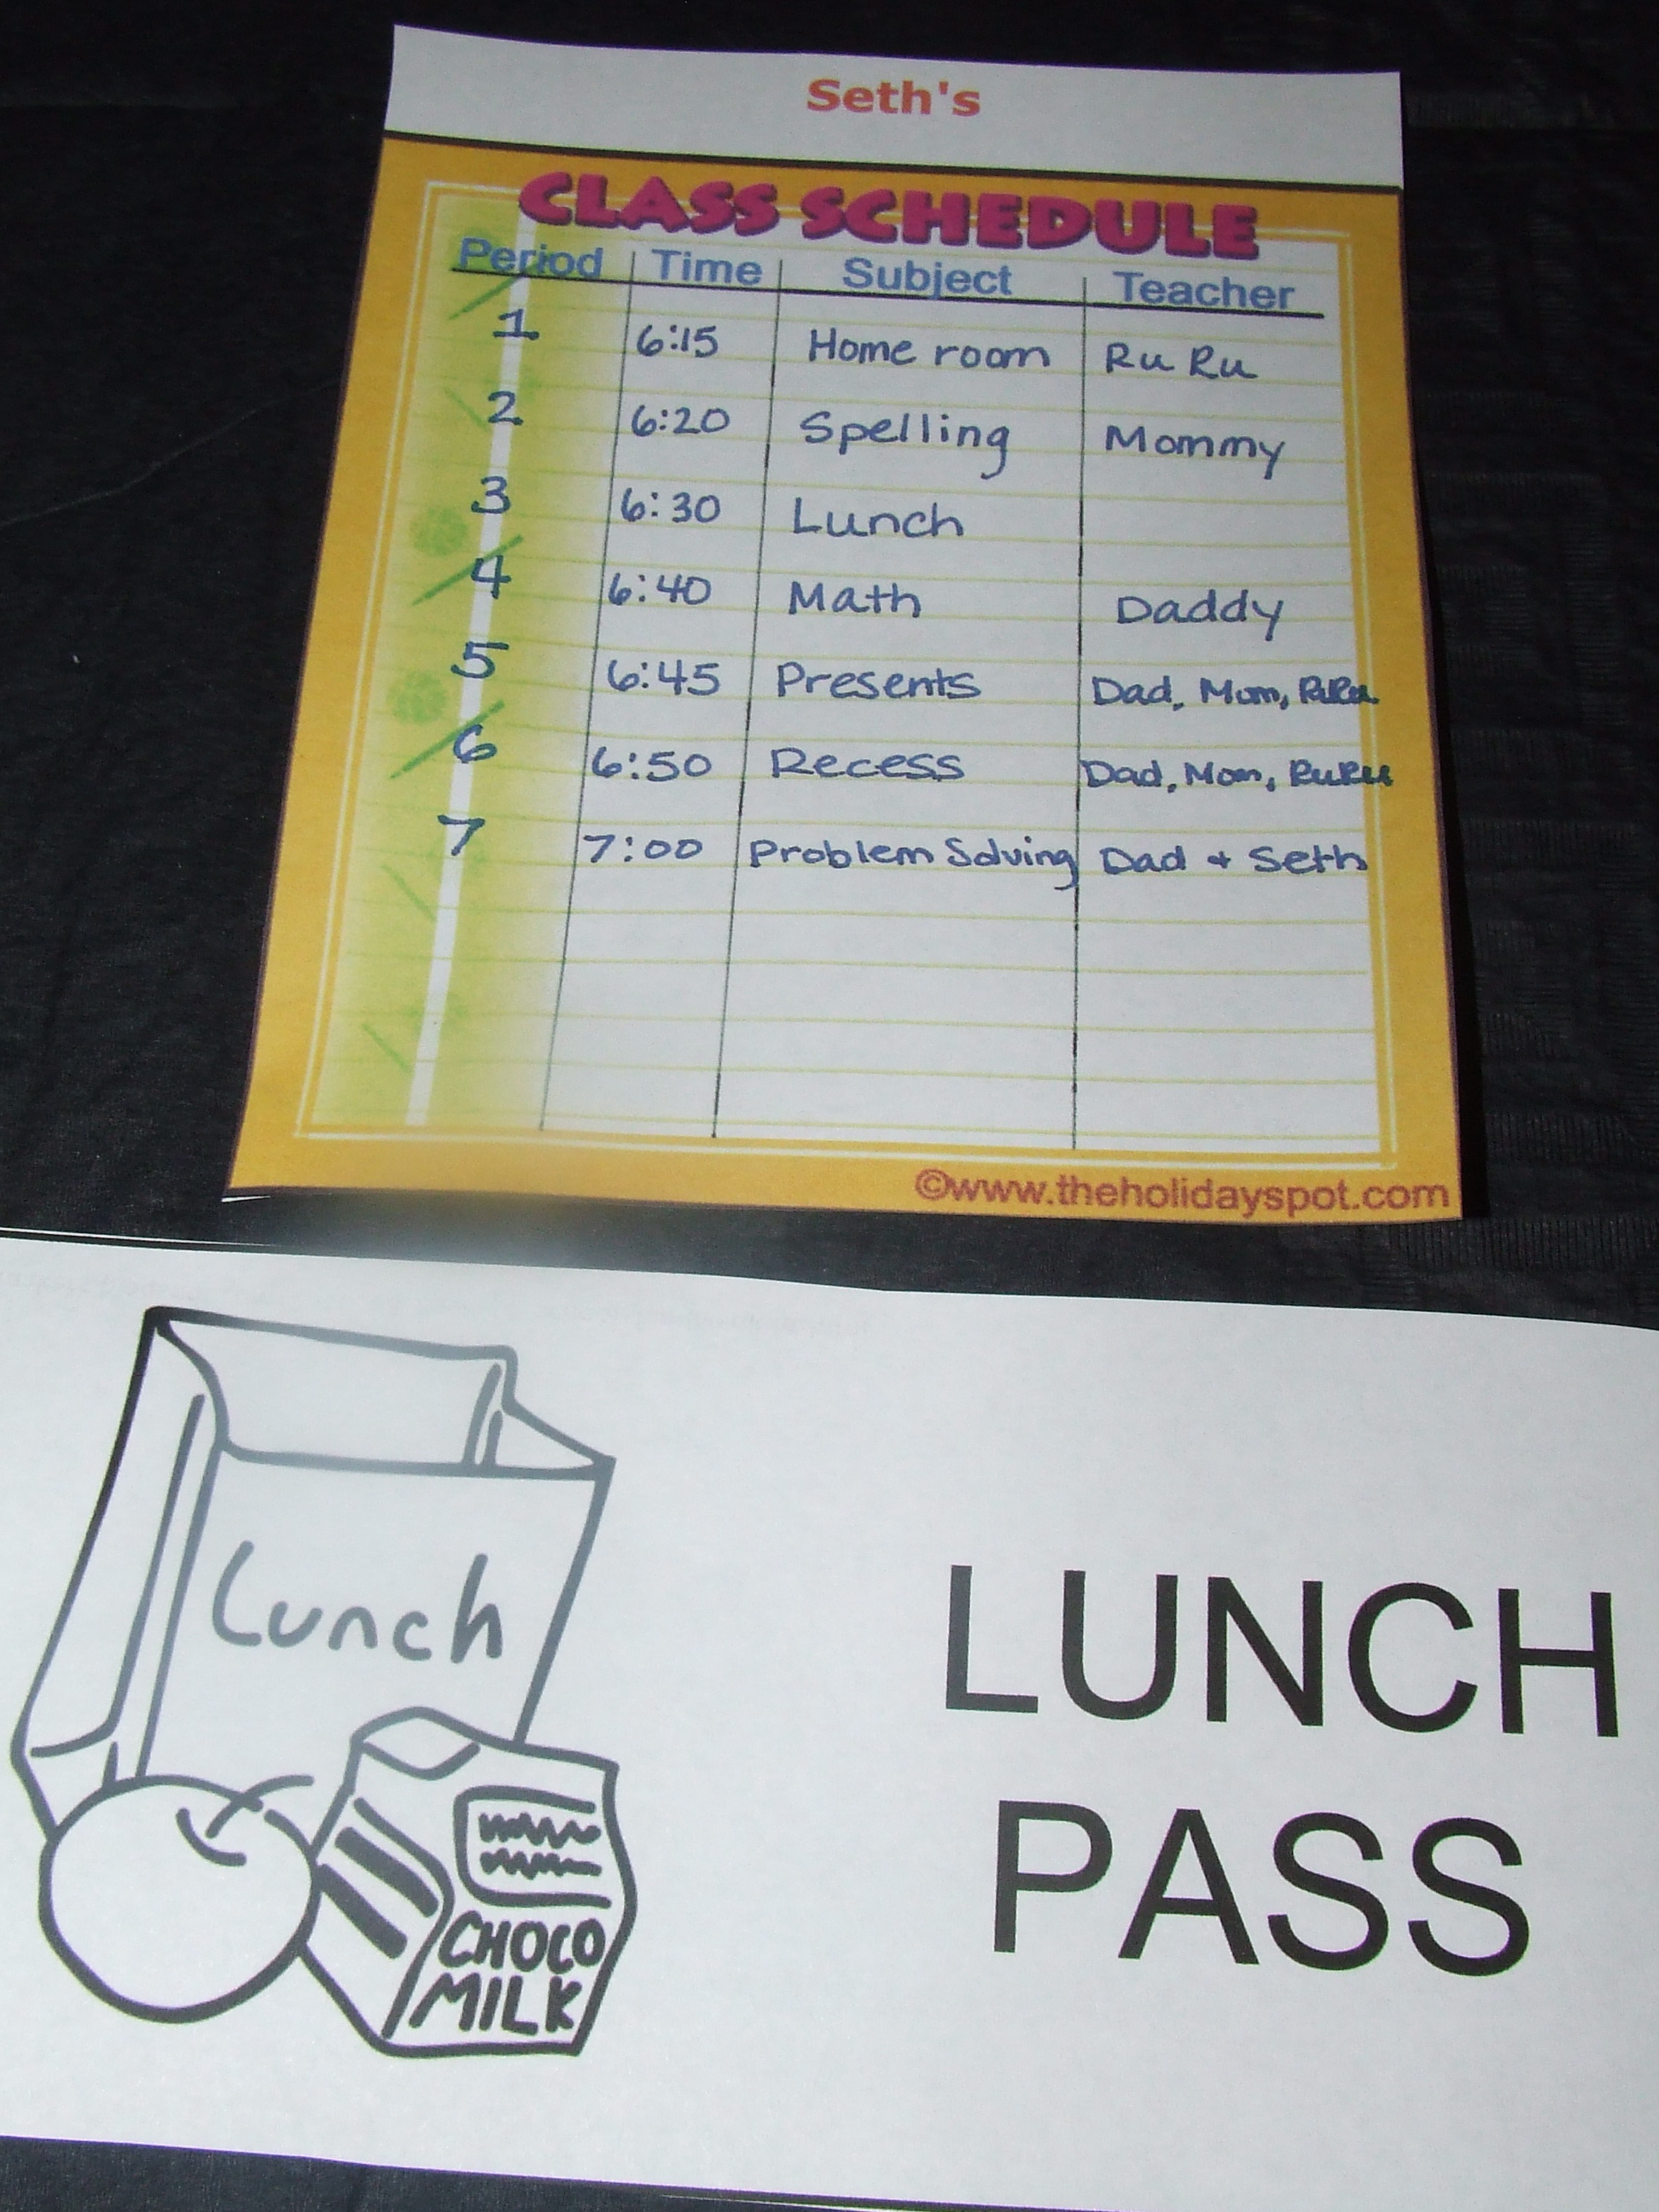 Seth's
CLASS SCHEDULE
Period Time Subject Teacher
1 6:15 Home room Ru Ru
2 6:20 Spelling Mommy
3 6:30 Lunch
4 6:40 Math Daddy
5 6:45 Presents Dad, Mom, RuRu
6 6:50 Recess Dad, Mom, RuRu
7 7:00 Problem Solving Dad + Seth
©www.theholidayspot.com
Lunch
CHOCO
MILK
LUNCH
PASS